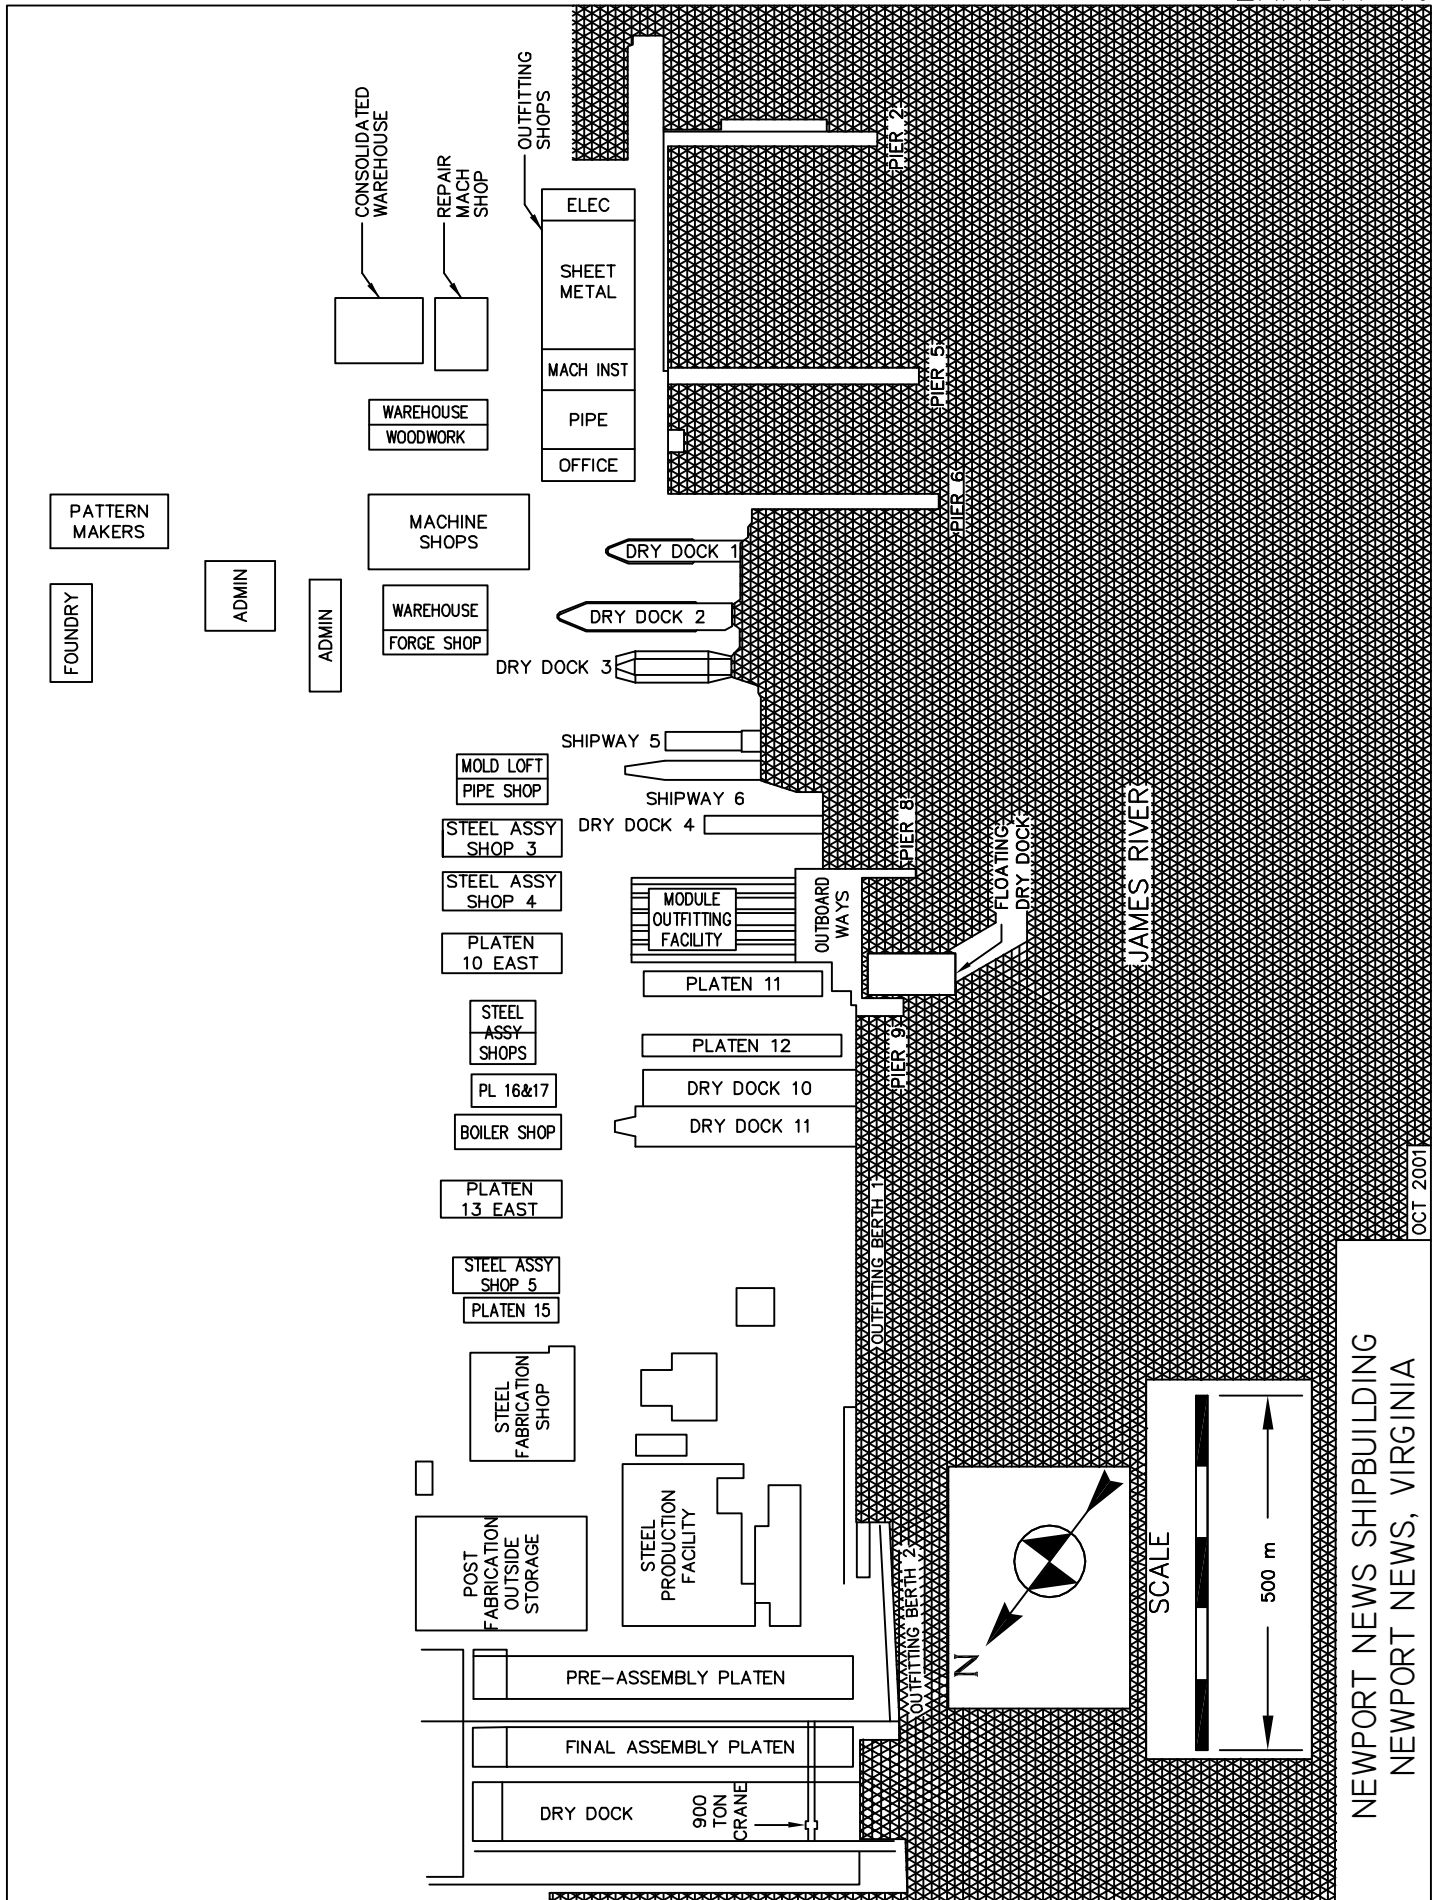 CONSOLIDATED
WAREHOUSE
REPAIR
MACH
SHOP
OUTFITTING
SHOPS
PIER 2
ELEC
SHEET
METAL
MACH INST
PIPE
OFFICE
PIER 5
WAREHOUSE
WOODWORK
PIER 6
PATTERN
MAKERS
MACHINE
SHOPS
DRY DOCK 1
FOUNDRY
ADMIN
ADMIN
WAREHOUSE
FORGE SHOP
DRY DOCK 2
DRY DOCK 3
SHIPWAY 5
MOLD LOFT
PIPE SHOP
SHIPWAY 6
DRY DOCK 4
STEEL ASSY
SHOP 3
PIER 8
FLOATING
DRY DOCK
JAMES RIVER
STEEL ASSY
SHOP 4
MODULE
OUTFITTING
FACILITY
OUTBOARD
WAYS
PLATEN
10 EAST
PLATEN 11
STEEL
ASSY
SHOPS
PLATEN 12
PIER 9
PL 16&17
DRY DOCK 10
BOILER SHOP
DRY DOCK 11
PLATEN
13 EAST
OUTFITTING BERTH 1
OCT 2001
STEEL ASSY
SHOP 5
PLATEN 15
STEEL
FABRICATION
SHOP
POST
FABRICATION
OUTSIDE
STORAGE
STEEL
PRODUCTION
FACILITY
OUTFITTING BERTH 2
N
SCALE
500 m
NEWPORT NEWS SHIPBUILDING
NEWPORT NEWS, VIRGINIA
PRE-ASSEMBLY PLATEN
FINAL ASSEMBLY PLATEN
DRY DOCK
900
TON
CRANE